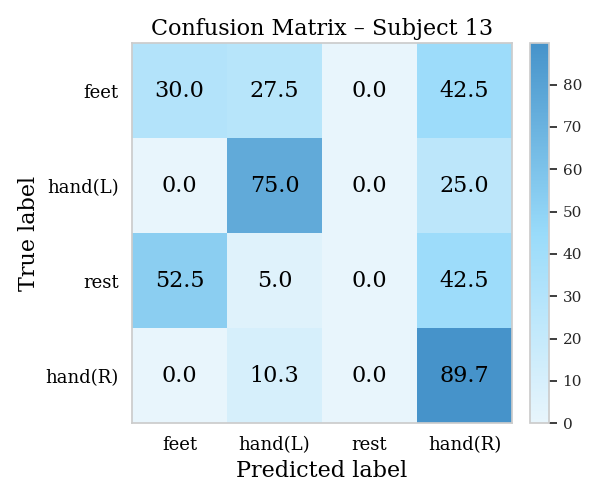 Confusion Matrix – Subject 13
feet 30.0 27.5 0.0 42.5
hand(L) 0.0 75.0 0.0 25.0
rest 52.5 5.0 0.0 42.5
hand(R) 0.0 10.3 0.0 89.7
feet hand(L) rest hand(R)
Predicted label
True label
80
70
60
50
40
30
20
10
0